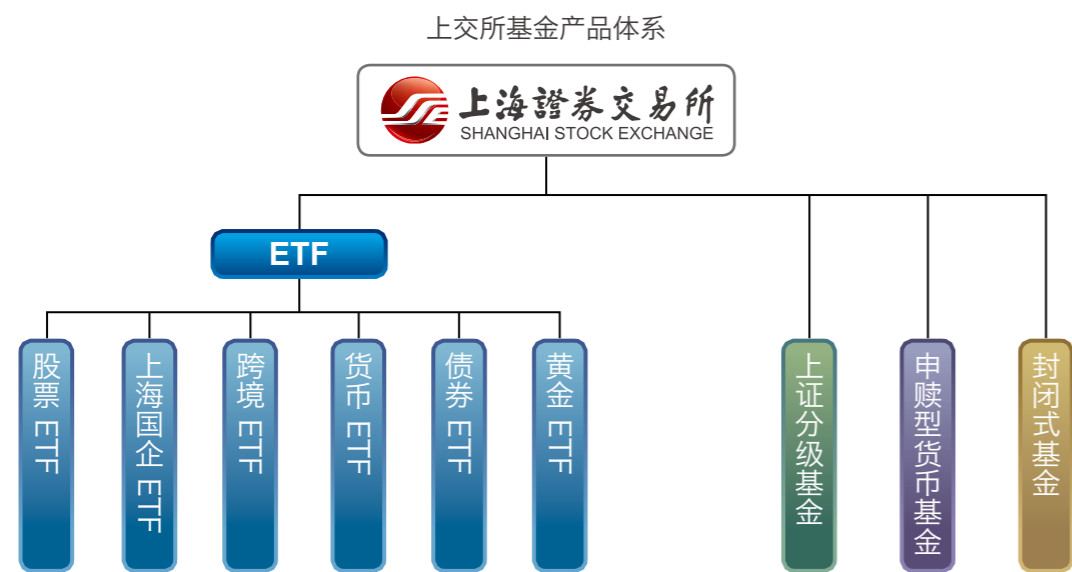 上交所基金产品体系
上海證券交易所
SHANGHAI STOCK EXCHANGE
ETF
股票 ETF
上海国企 ETF
跨境 ETF
货币 ETF
债券 ETF
黄金 ETF
上证分级基金
申赎型货币基金
封闭式基金